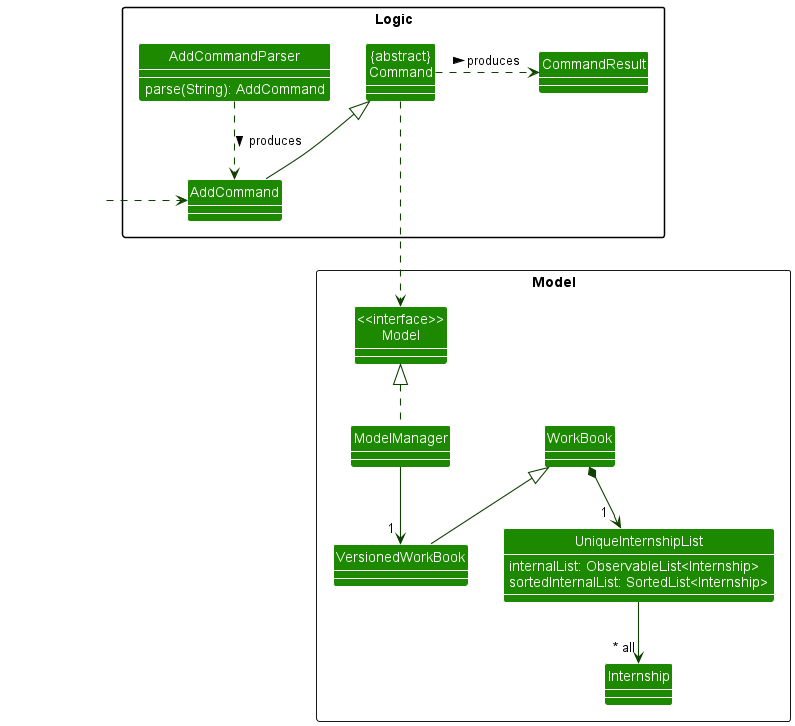 Logic
AddCommandParser
parse(String): AddCommand
{abstract}
Command
produces
CommandResult
produces
AddCommand
Model
<<interface>>
Model
ModelManager
WorkBook
1
1
VersionedWorkBook
UniqueInternshipList
internalList: ObservableList<Internship>
sortedInternalList: SortedList<Internship>
* all
Internship